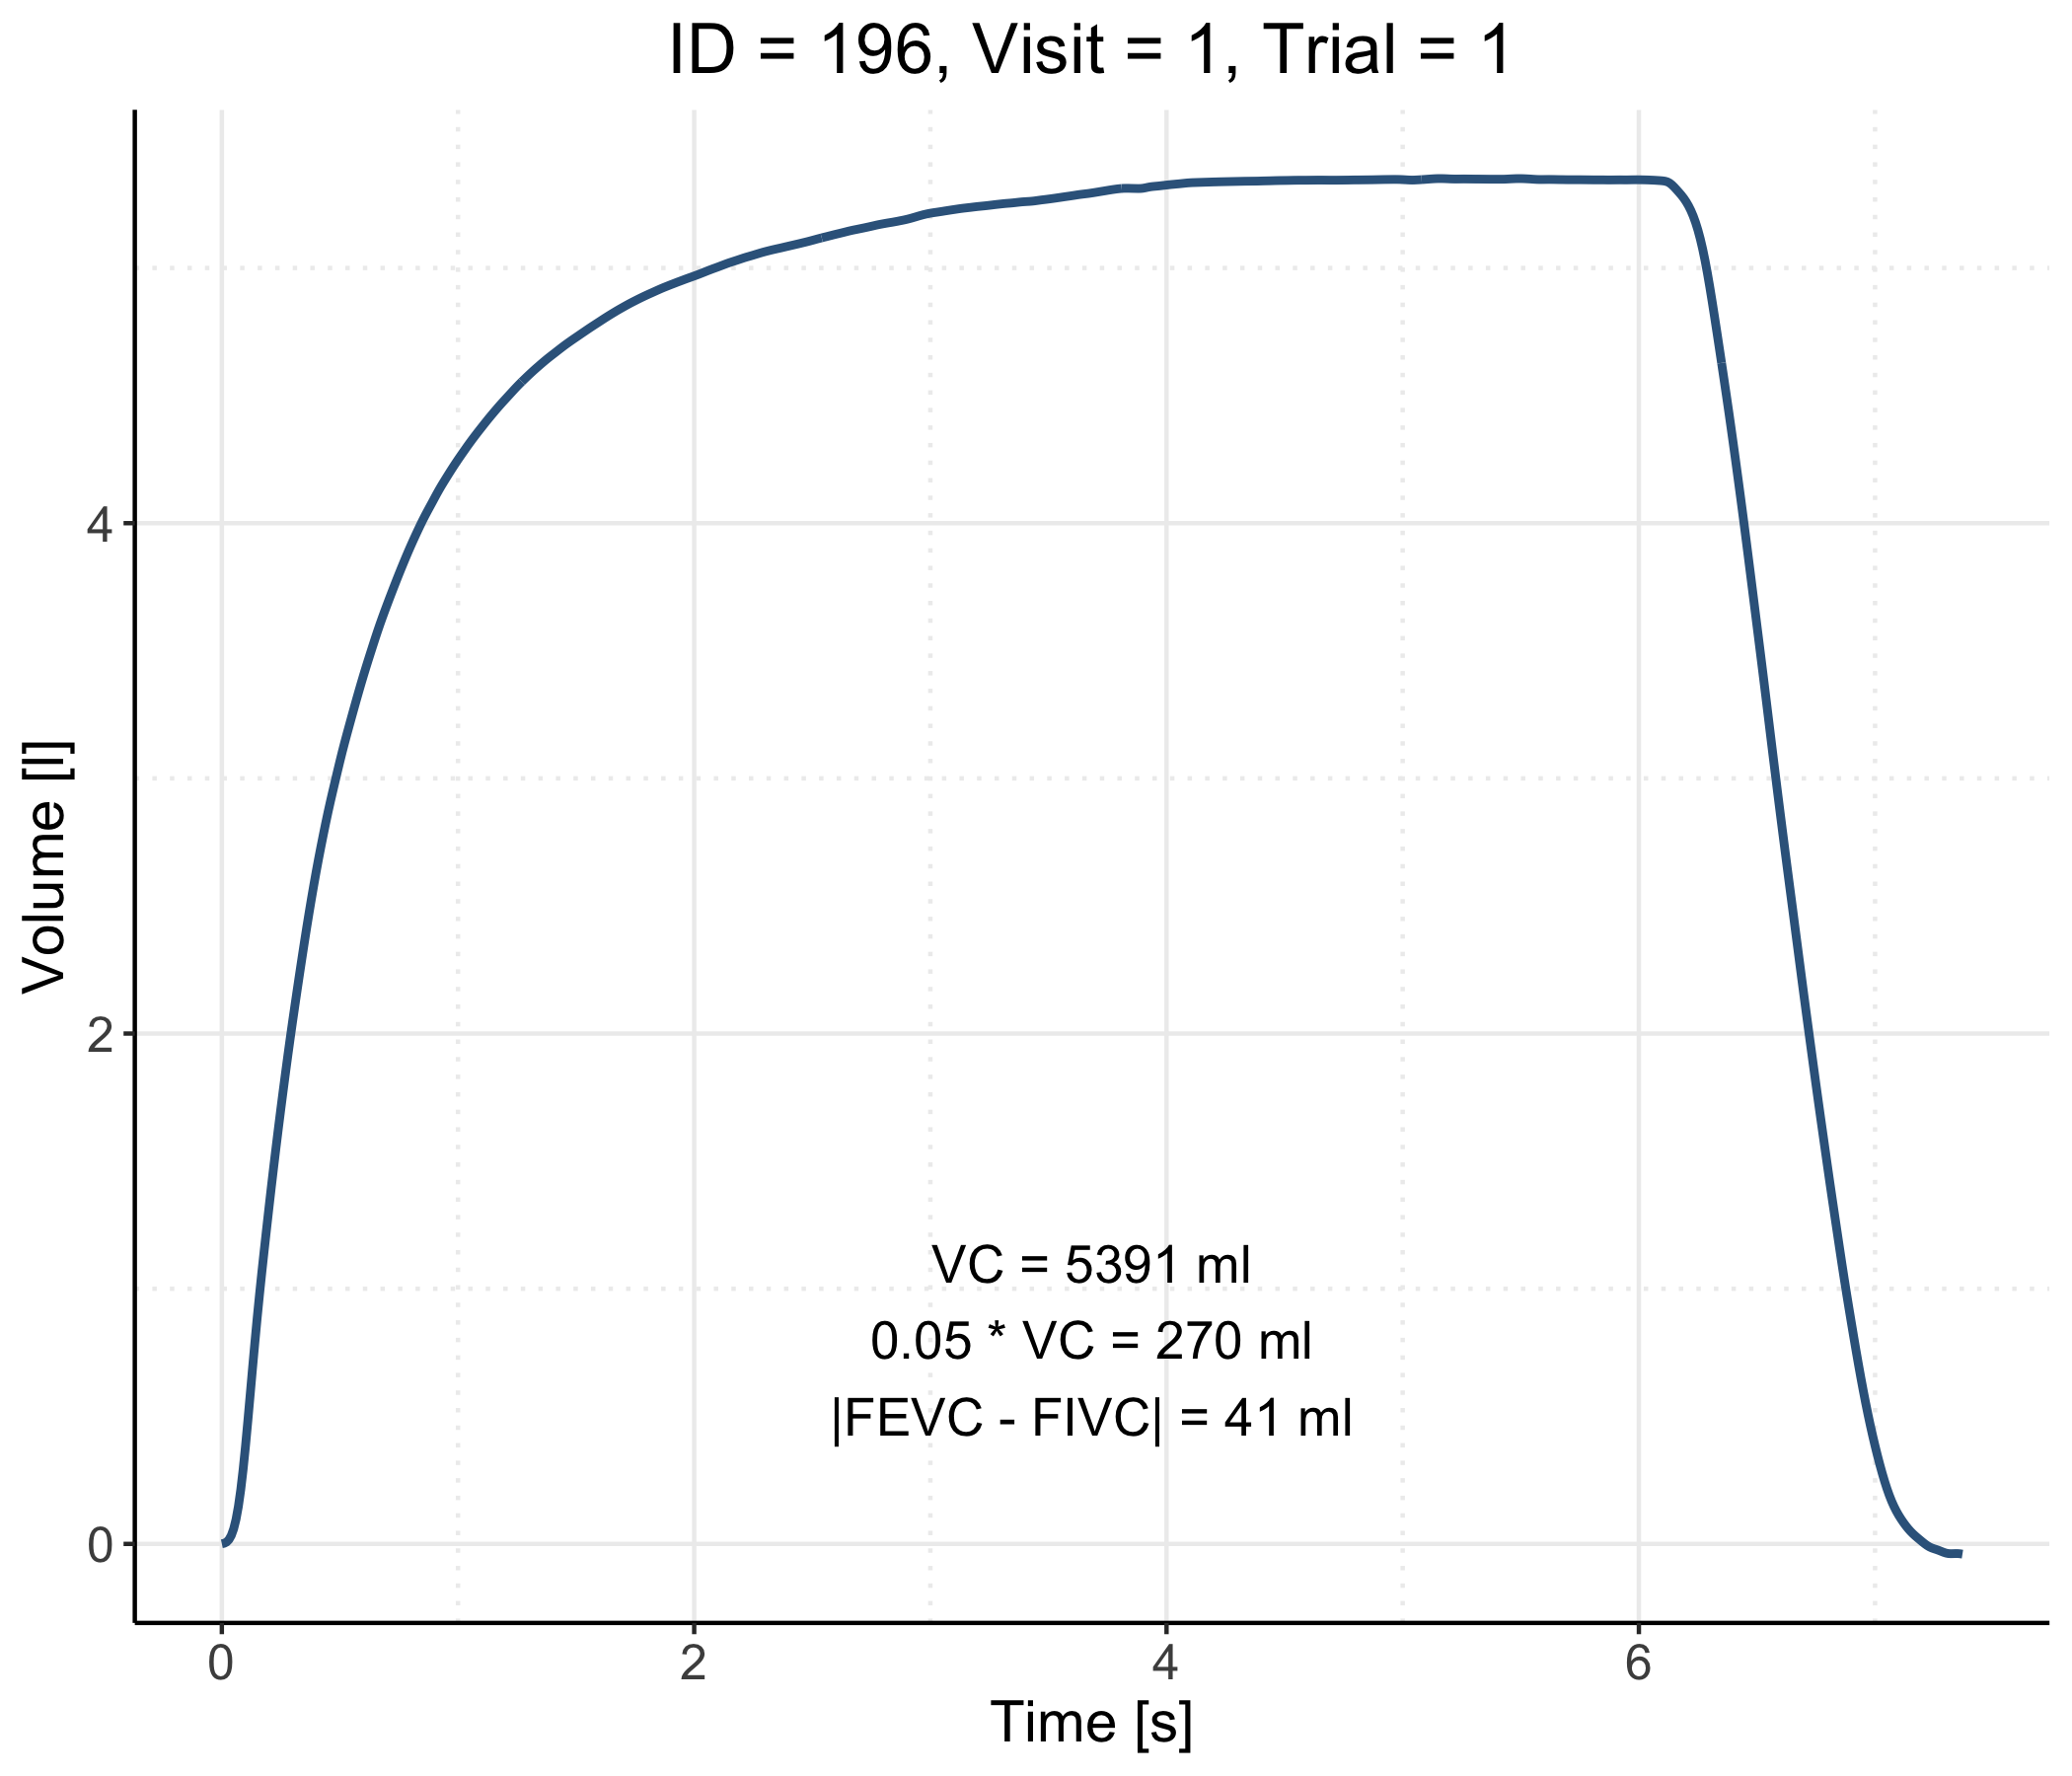 ID = 196, Visit = 1, Trial = 1
Volume [l]
4
2
0
VC = 5391 ml
0.05 * VC = 270 ml
|FEVC - FIVC| = 41 ml
0 2 4 6
Time [s]